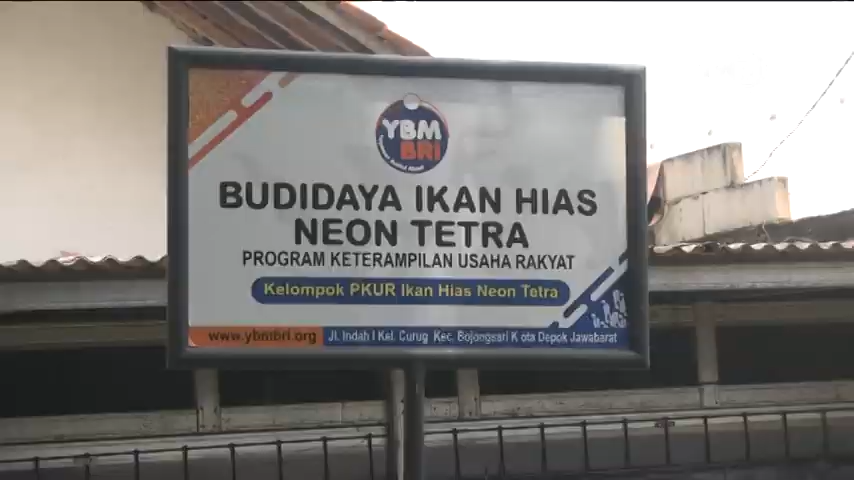 YBM
BRI
BUDIDAYA IKAN HIAS
NEON TETRA
PROGRAM KETERAMPILAN USAHA RAKYAT
Kelompok PKUR Ikan Hias Neon Tetra
www.ybmbri.org
Jl. Indah I Kel. Curug Kec. Bojongsari K ota Depok Jawabarat